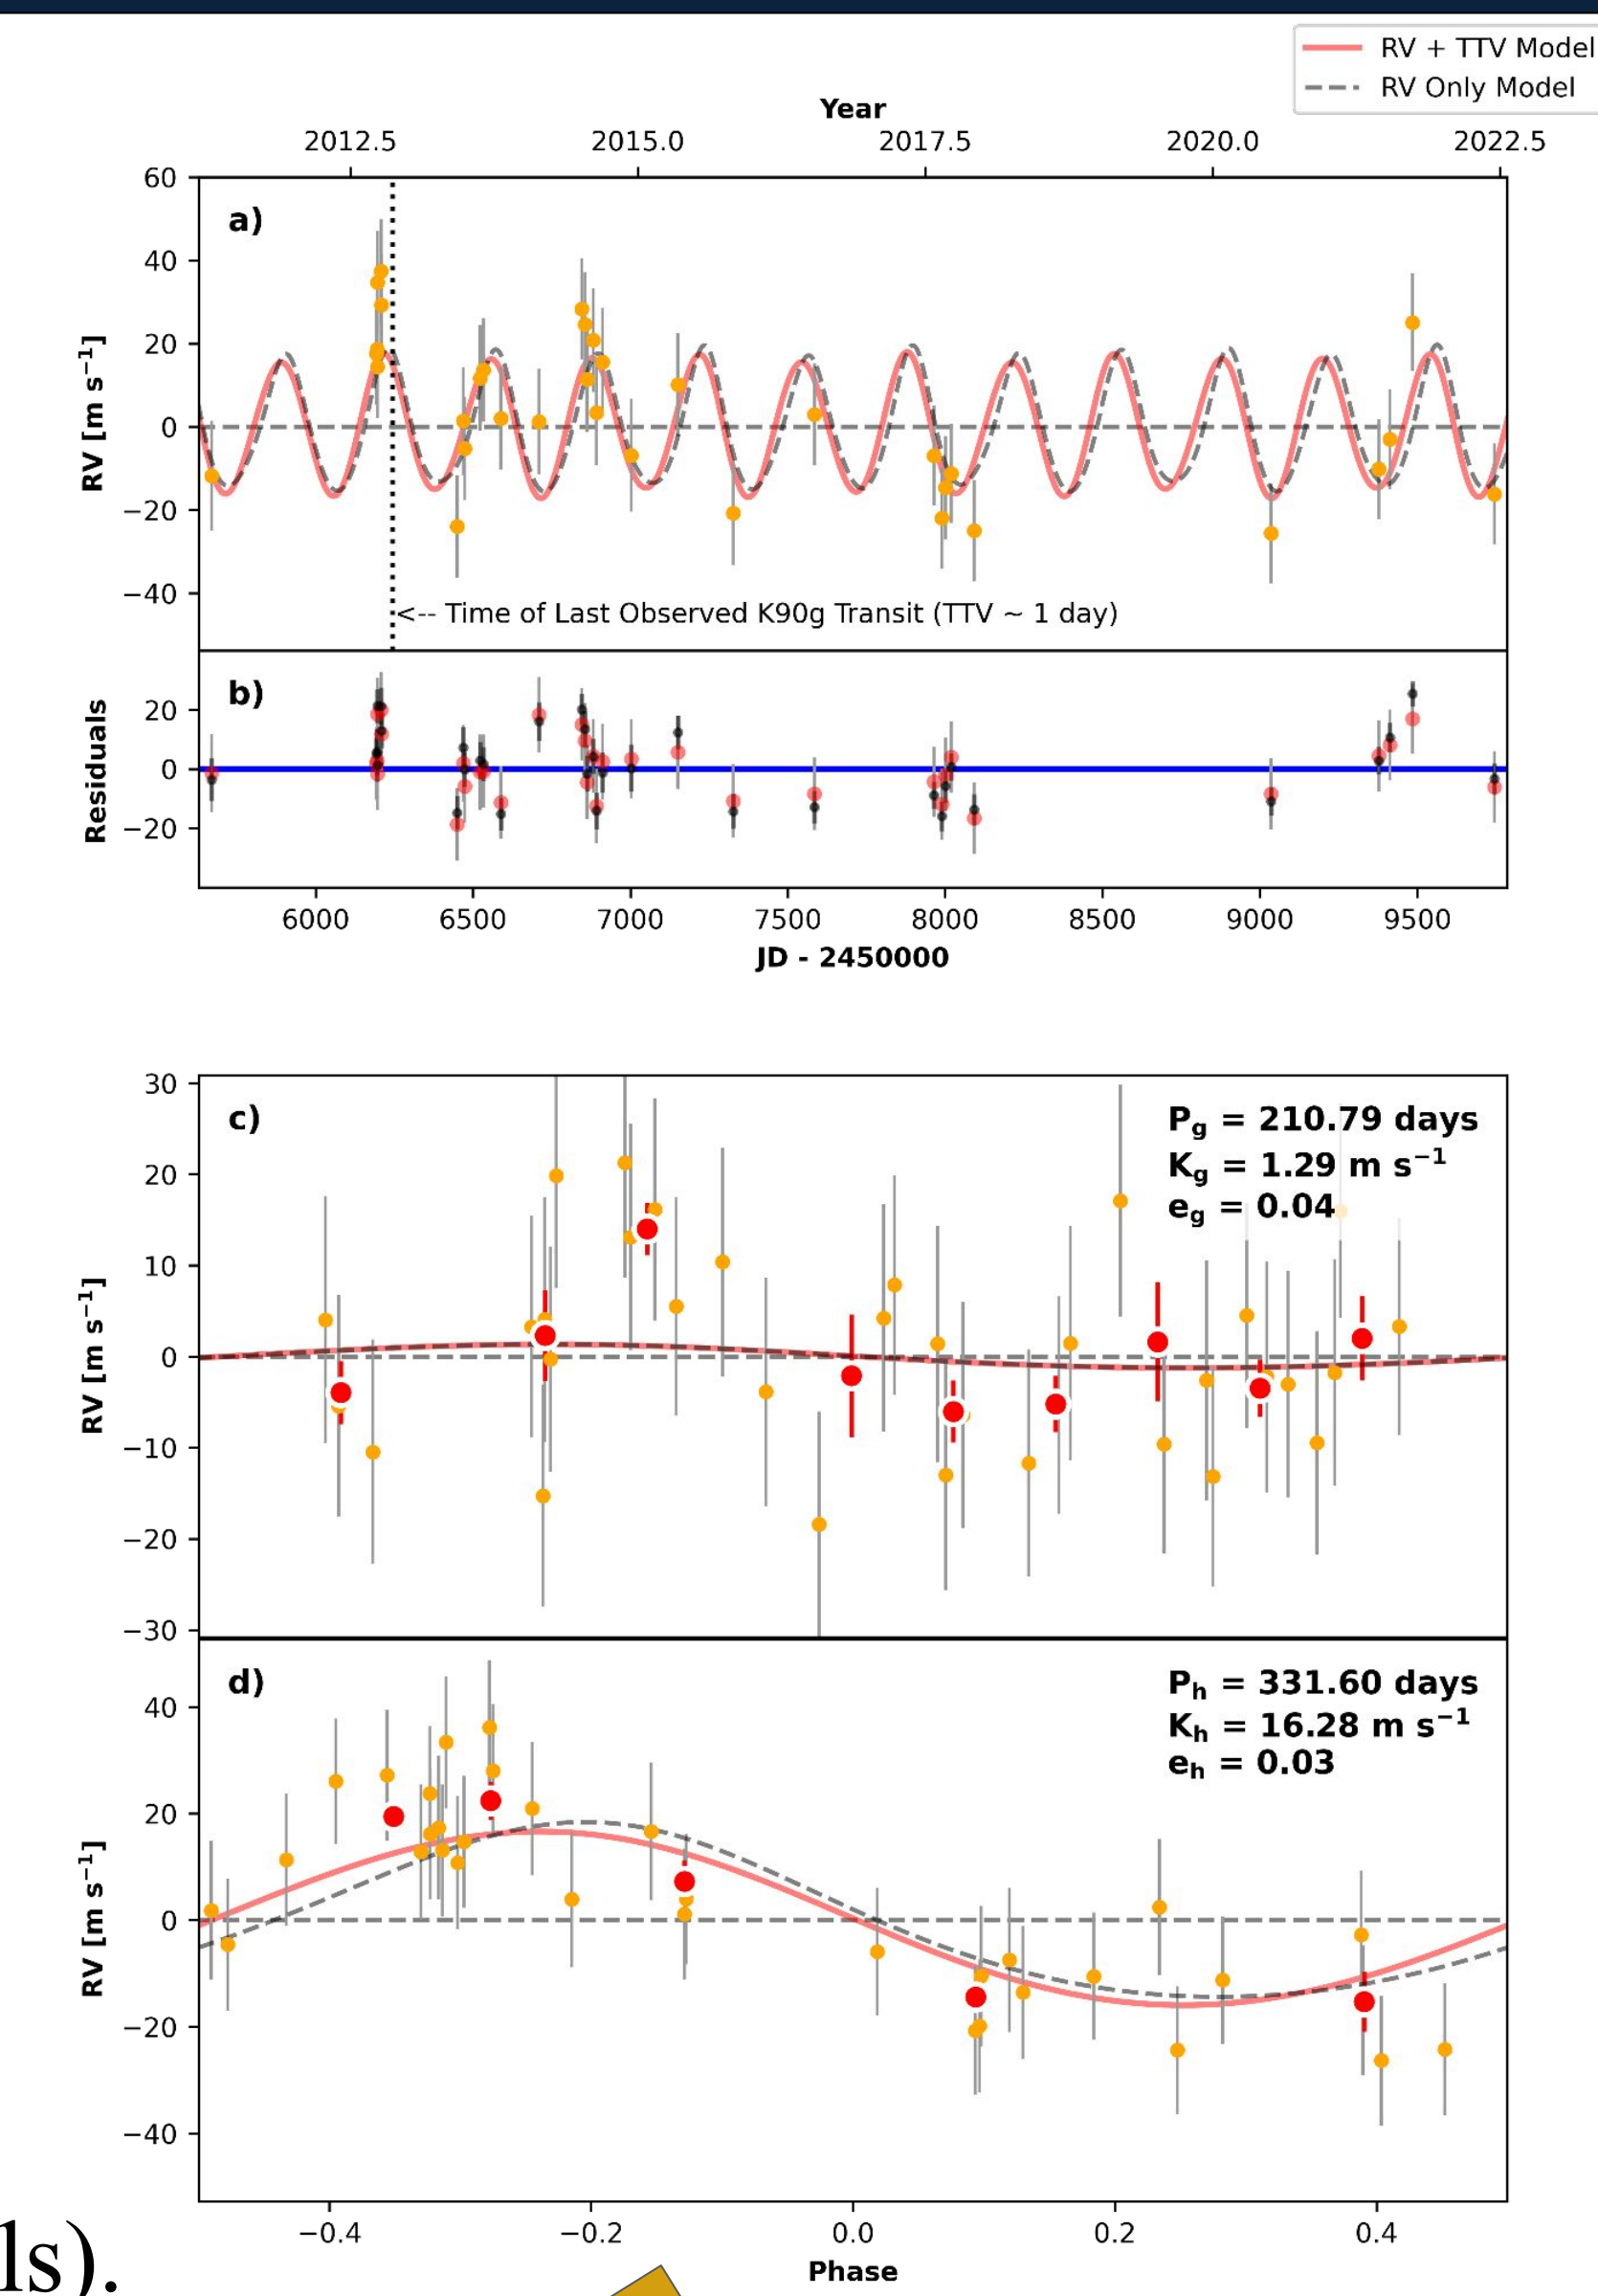 RV + TTV Model
RV Only Model
Year
2012.5 2015.0 2017.5 2020.0 2022.5
a)
60
40
20
0
−20
−40
RV [m s⁻¹]
<-- Time of Last Observed K90g Transit (TTV ~ 1 day)
b)
20
0
−20
Residuals
6000 6500 7000 7500 8000 8500 9000 9500
JD - 2450000
c)
30
20
10
0
−10
−20
−30
RV [m s⁻¹]
P_g = 210.79 days
K_g = 1.29 m s⁻¹
e_g = 0.04
d)
40
20
0
−20
−40
RV [m s⁻¹]
P_h = 331.60 days
K_h = 16.28 m s⁻¹
e_h = 0.03
−0.4 −0.2 0.0 0.2 0.4
Phase
ls).